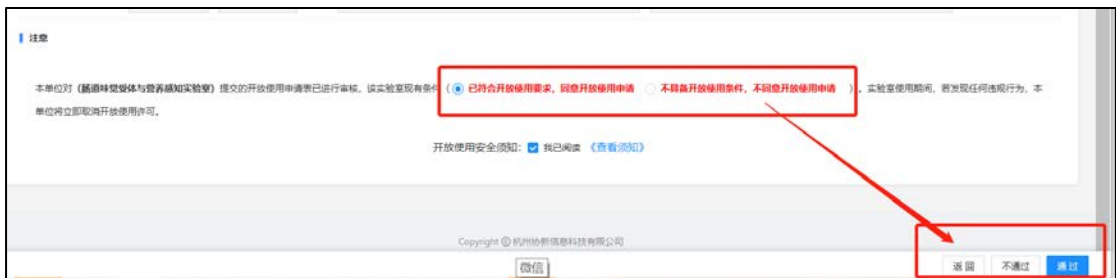 注意
本单位对（肠道味觉受体与营养感知实验室）提交的开放使用申请表已进行审核，该实验室现有条件（ 已符合开放使用要求，同意开放使用申请 不具备开放使用条件，不同意开放使用申请 ）。实验室使用期间，若发现任何违规行为，本
单位将立即取消开放使用许可。
开放使用安全须知： 我已阅读 《查看须知》
Copyright © 杭州协新信息科技有限公司
微信
返回 不通过 通过